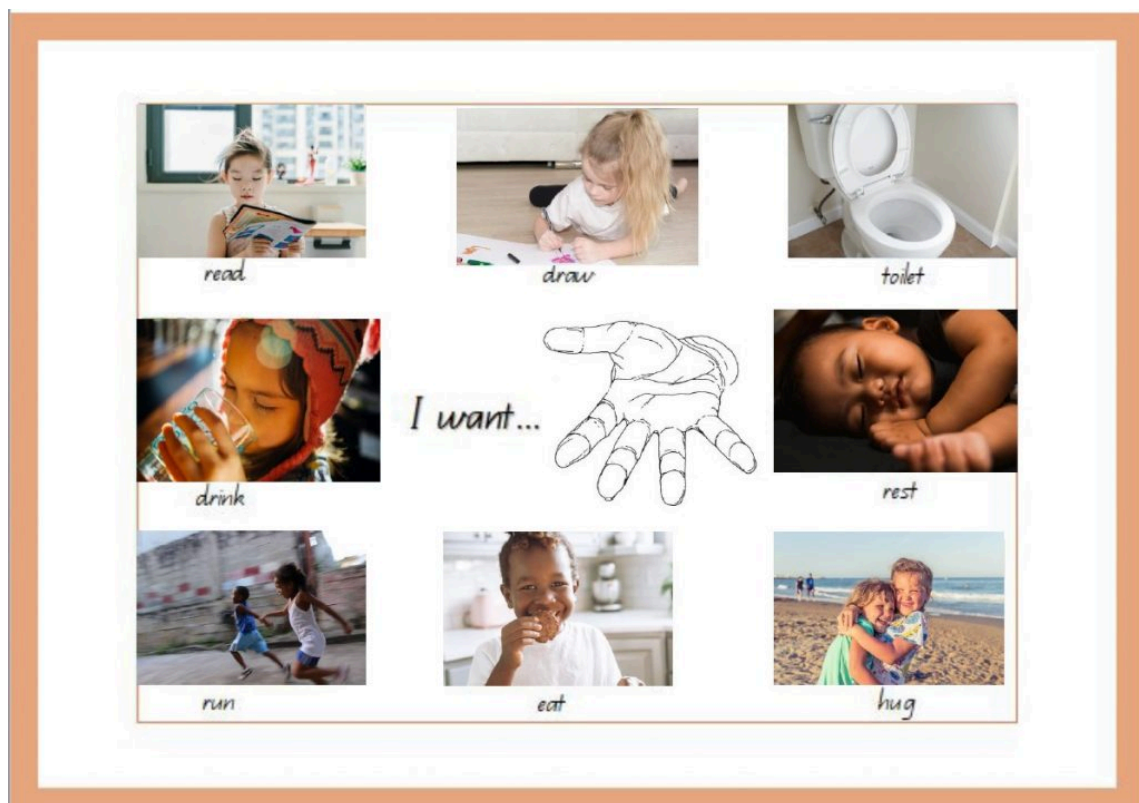 read
draw
toilet
I want...
drink
rest
run
eat
hug